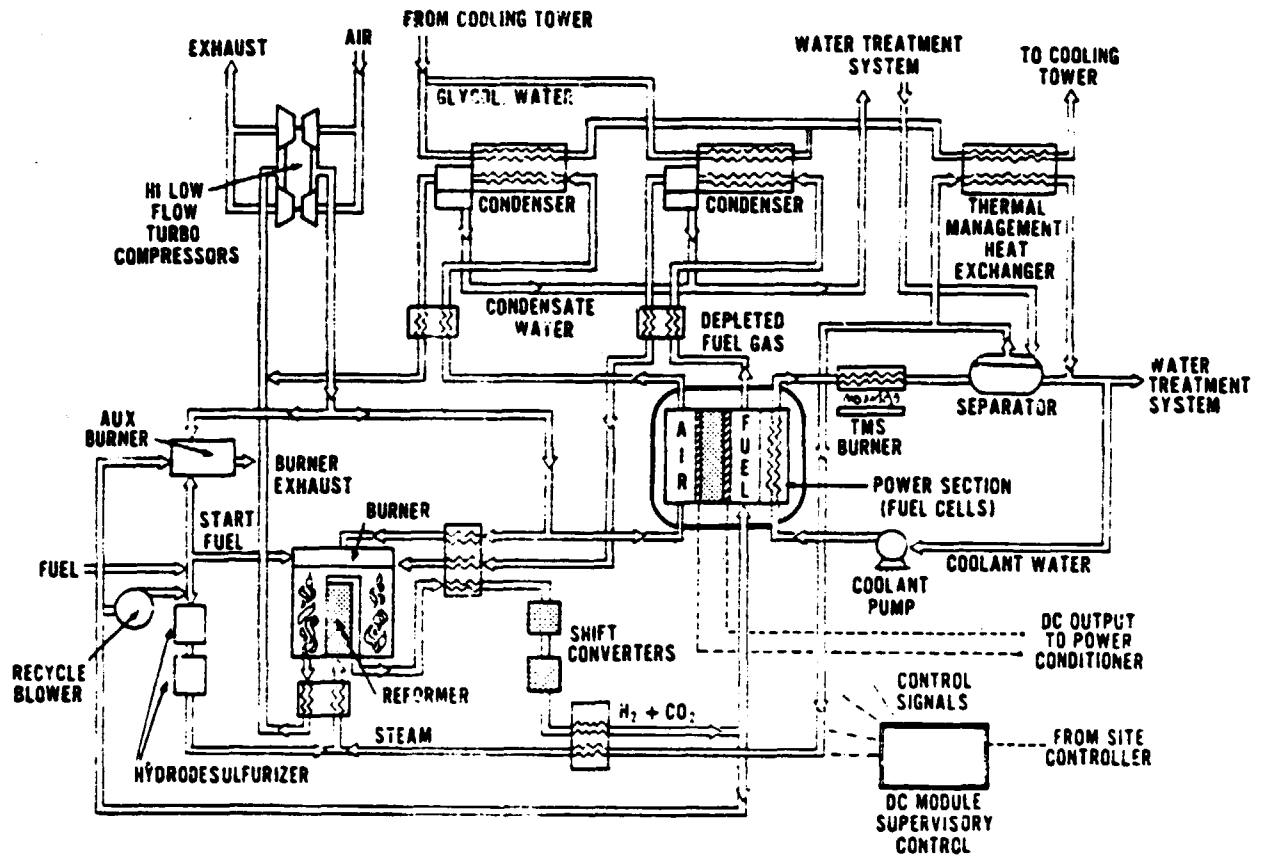 FROM COOLING TOWER
EXHAUST
AIR
WATER TREATMENT
SYSTEM
TO COOLING
TOWER
GLYCOL WATER
HI LOW
FLOW
TURBO
COMPRESSORS
CONDENSER
CONDENSER
THERMAL
MANAGEMENT
HEAT
EXCHANGER
CONDENSATE
WATER
DEPLETED
FUEL GAS
WATER
TREATMENT
SYSTEM
SEPARATOR
TMS
BURNER
AUX
BURNER
AIR
FUEL
BURNER
EXHAUST
POWER SECTION
(FUEL CELLS)
BURNER
START
FUEL
FUEL
COOLANT WATER
COOLANT
PUMP
SHIFT
CONVERTERS
DC OUTPUT
TO POWER
CONDITIONER
RECYCLE
BLOWER
REFORMER
CONTROL
SIGNALS
H₂ + CO₂
STEAM
FROM SITE
CONTROLLER
HYDRODESULFURIZER
DC MODULE
SUPERVISORY
CONTROL